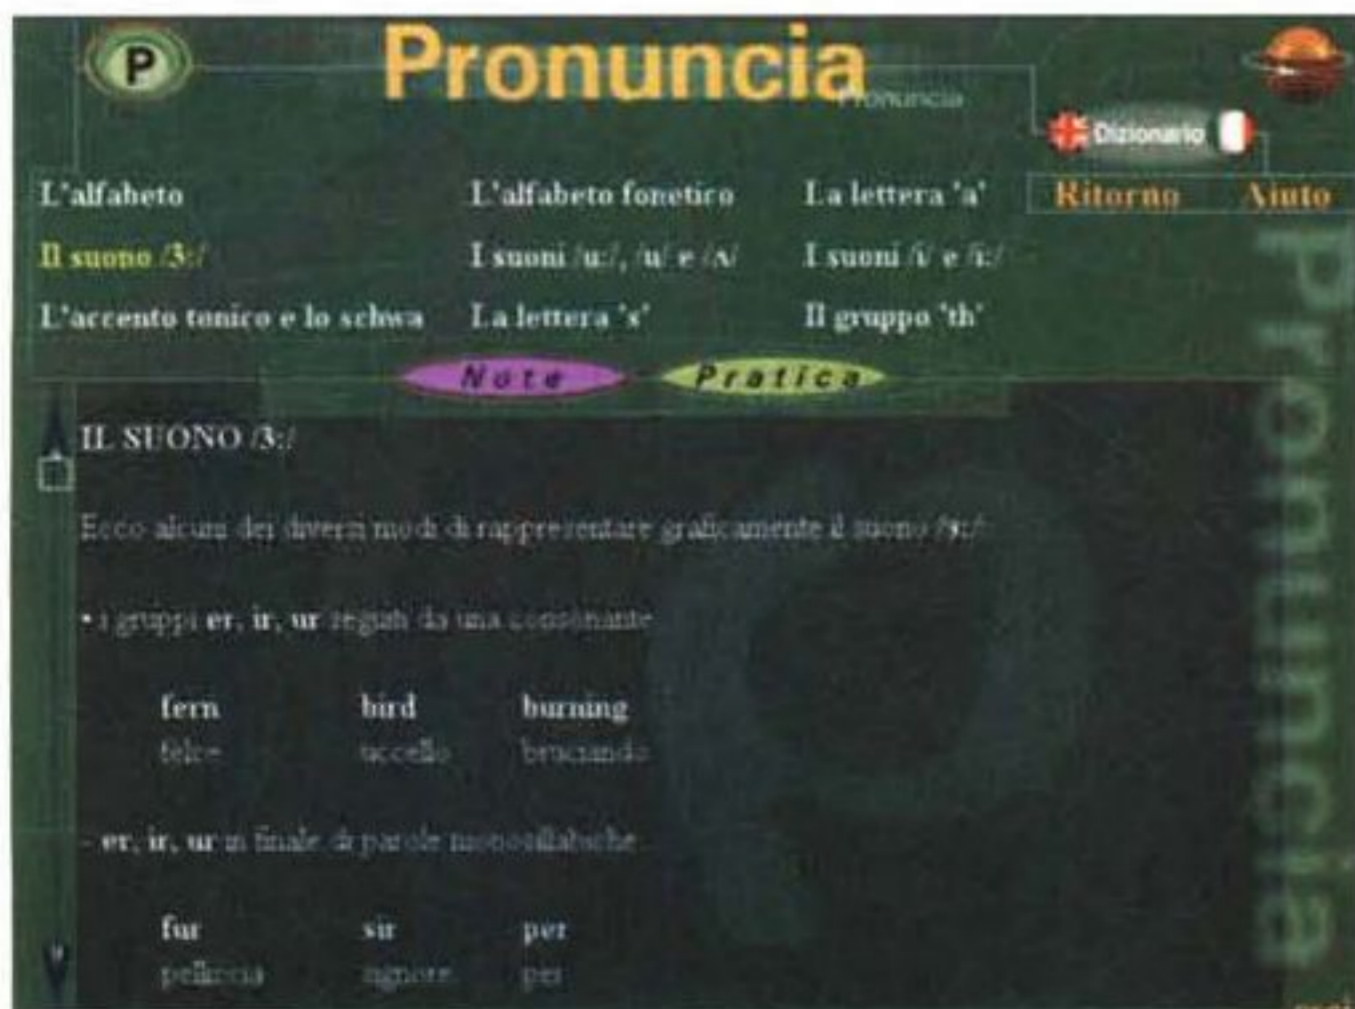 P
Pronuncia
Pronuncia
Dizionario
Ritorno Aiuto
L'alfabeto L'alfabeto fonetico La lettera 'a'
Il suono /3:/ I suoni /u:/, /u/ e /ʌ/ I suoni /i/ e /i:/
L'accento tonico e lo schwa La lettera 's' Il gruppo 'th'
Note Pratica
IL SUONO /3:/
Ecco alcuni dei diversi modi di rappresentare graficamente il suono /3:/
• i gruppi er, ir, ur seguiti da una consonante
fern bird burning
felce uccello bruciando
- er, ir, ur in finale di parole monosillabiche
fur sir per
pelliccia signore per
Pronuncia